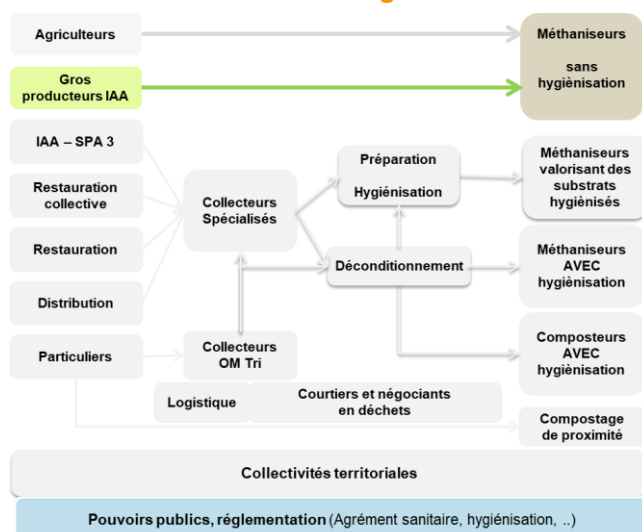 Agriculteurs
Méthaniseurs
sans
hygiènisation
Gros
producteurs IAA
IAA – SPA 3
Restauration
collective
Restauration
Distribution
Particuliers
Collecteurs
Spécialisés
Collecteurs
OM Tri
Préparation
Hygiénisation
Déconditionnement
Méthaniseurs
valorisant des
substrats
hygiènisés
Méthaniseurs
AVEC
hygiènisation
Composteurs
AVEC
hygiènisation
Logistique
Courtiers et négociants
en déchets
Compostage
de proximité
Collectivités territoriales
Pouvoirs publics, réglementation (Agrément sanitaire, hygiénisation, ..)